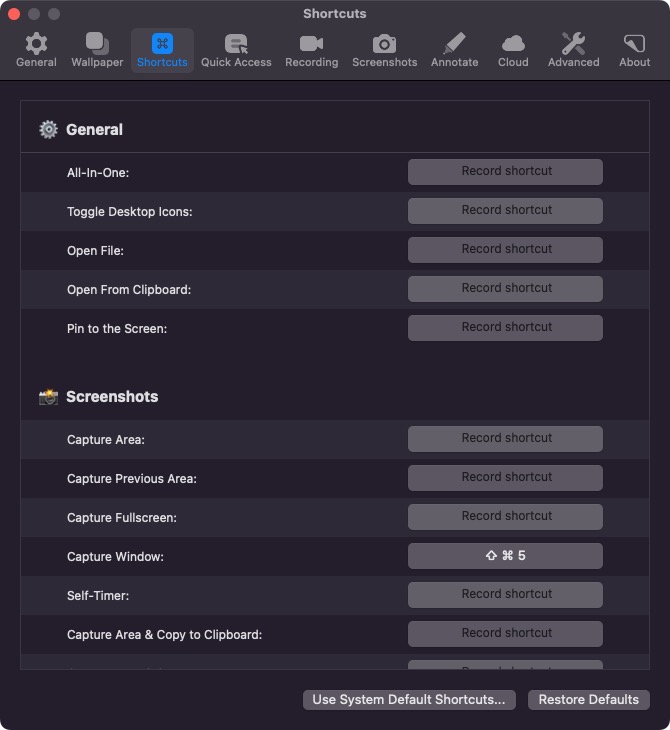 Shortcuts
General Wallpaper Shortcuts Quick Access Recording Screenshots Annotate Cloud Advanced About
General
All-In-One: Record shortcut
Toggle Desktop Icons: Record shortcut
Open File: Record shortcut
Open From Clipboard: Record shortcut
Pin to the Screen: Record shortcut
Screenshots
Capture Area: Record shortcut
Capture Previous Area: Record shortcut
Capture Fullscreen: Record shortcut
Capture Window: ⇧ ⌘ 5
Self-Timer: Record shortcut
Capture Area & Copy to Clipboard: Record shortcut
Use System Default Shortcuts... Restore Defaults